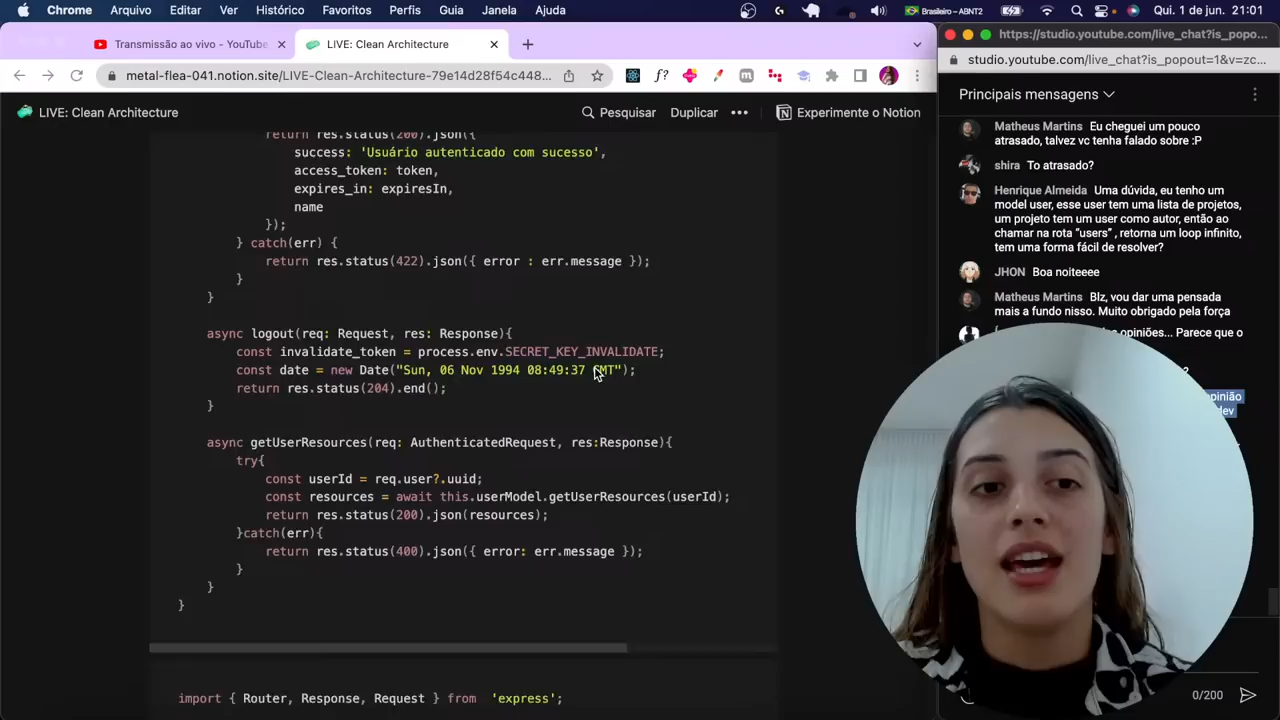 Chrome Arquivo Editar Ver Histórico Favoritos Perfis Guia Janela Ajuda
Brasileiro – ABNT2 Qui. 1 de jun. 21:01
Transmissão ao vivo - YouTube
LIVE: Clean Architecture
metal-flea-041.notion.site/LIVE-Clean-Architecture-79e14d28f54c448...
LIVE: Clean Architecture
Pesquisar Duplicar Experimente o Notion
return res.status(200).json({
success: 'Usuário autenticado com sucesso',
access_token: token,
expires_in: expiresIn,
name
});
} catch(err) {
return res.status(422).json({ error : err.message });
}
}
async logout(req: Request, res: Response){
const invalidate_token = process.env.SECRET_KEY_INVALIDATE;
const date = new Date("Sun, 06 Nov 1994 08:49:37 GMT");
return res.status(204).end();
}
async getUserResources(req: AuthenticatedRequest, res:Response){
try{
const userId = req.user?.uuid;
const resources = await this.userModel.getUserResources(userId);
return res.status(200).json(resources);
}catch(err){
return res.status(400).json({ error: err.message });
}
}
}
import { Router, Response, Request } from 'express';
https://studio.youtube.com/live_chat?is_popo...
studio.youtube.com/live_chat?is_popout=1&v=zc...
Principais mensagens
Matheus Martins Eu cheguei um pouco
atrasado, talvez vc tenha falado sobre :P
shira To atrasado?
Henrique Almeida Uma dúvida, eu tenho um
model user, esse user tem uma lista de projetos,
um projeto tem um user como autor, então ao
chamar na rota “users” , retorna um loop infinito,
tem uma forma fácil de resolver?
JHON Boa noiteeee
Matheus Martins Blz, vou dar uma pensada
mais a fundo nisso. Muito obrigado pela força
opiniões... Parece que o
?
opinião
dev
0/200